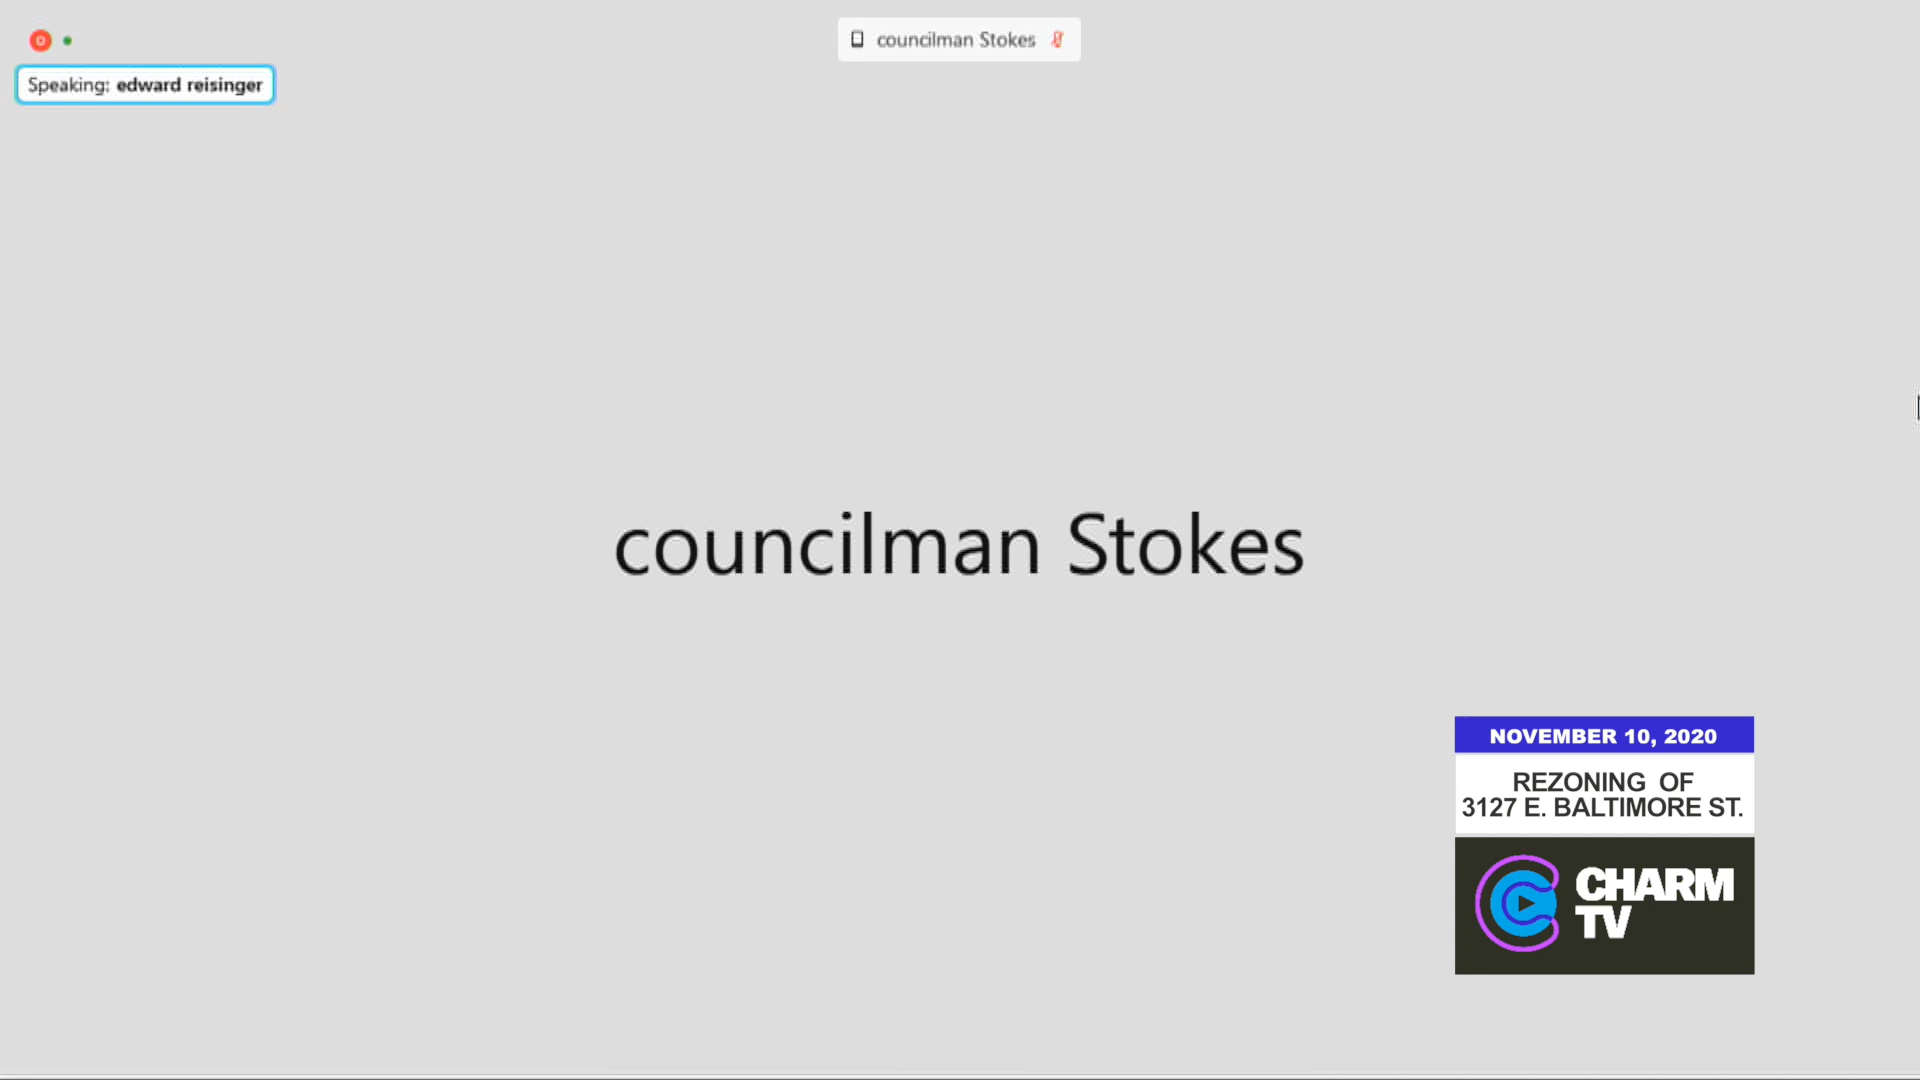 councilman Stokes
Speaking: edward reisinger
councilman Stokes
NOVEMBER 10, 2020
REZONING OF
3127 E. BALTIMORE ST.
CHARM
TV